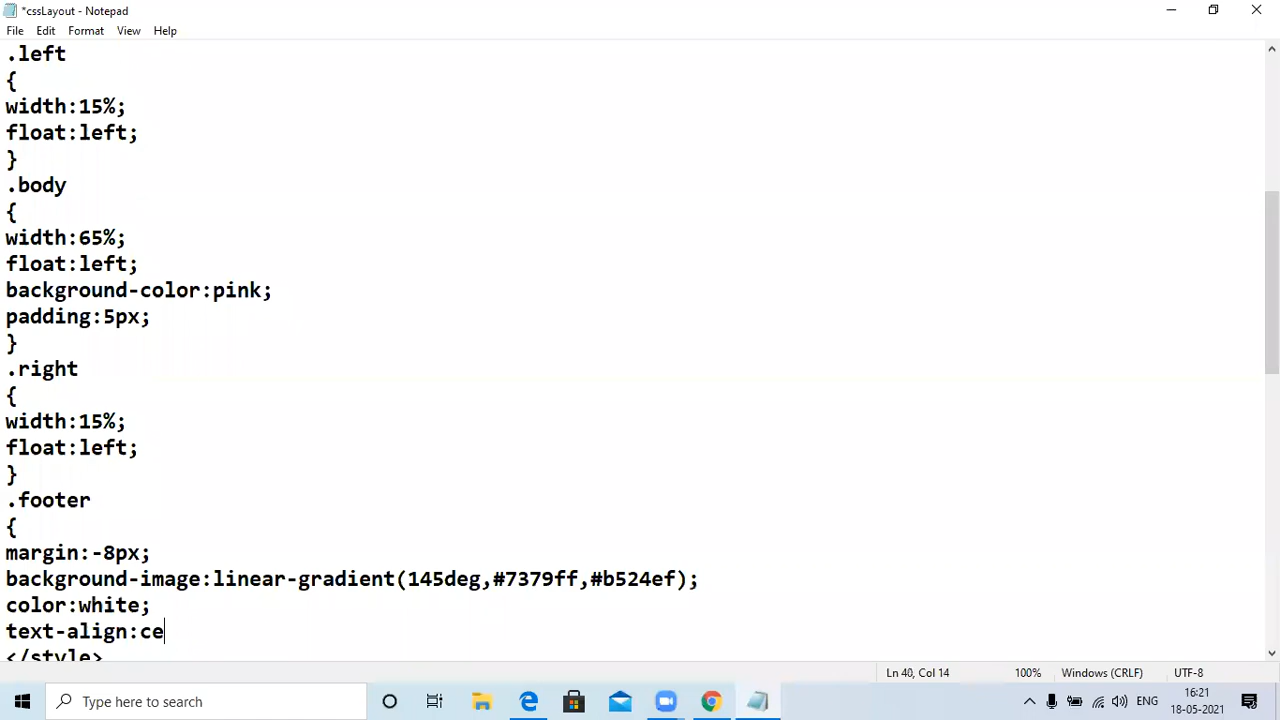 *cssLayout - Notepad
File Edit Format View Help
.left
{
width:15%;
float:left;
}
.body
{
width:65%;
float:left;
background-color:pink;
padding:5px;
}
.right
{
width:15%;
float:left;
}
.footer
{
margin:-8px;
background-image:linear-gradient(145deg,#7379ff,#b524ef);
color:white;
text-align:ce
</style>
Ln 40, Col 14 100% Windows (CRLF) UTF-8
Type here to search ENG 16:21
18-05-2021